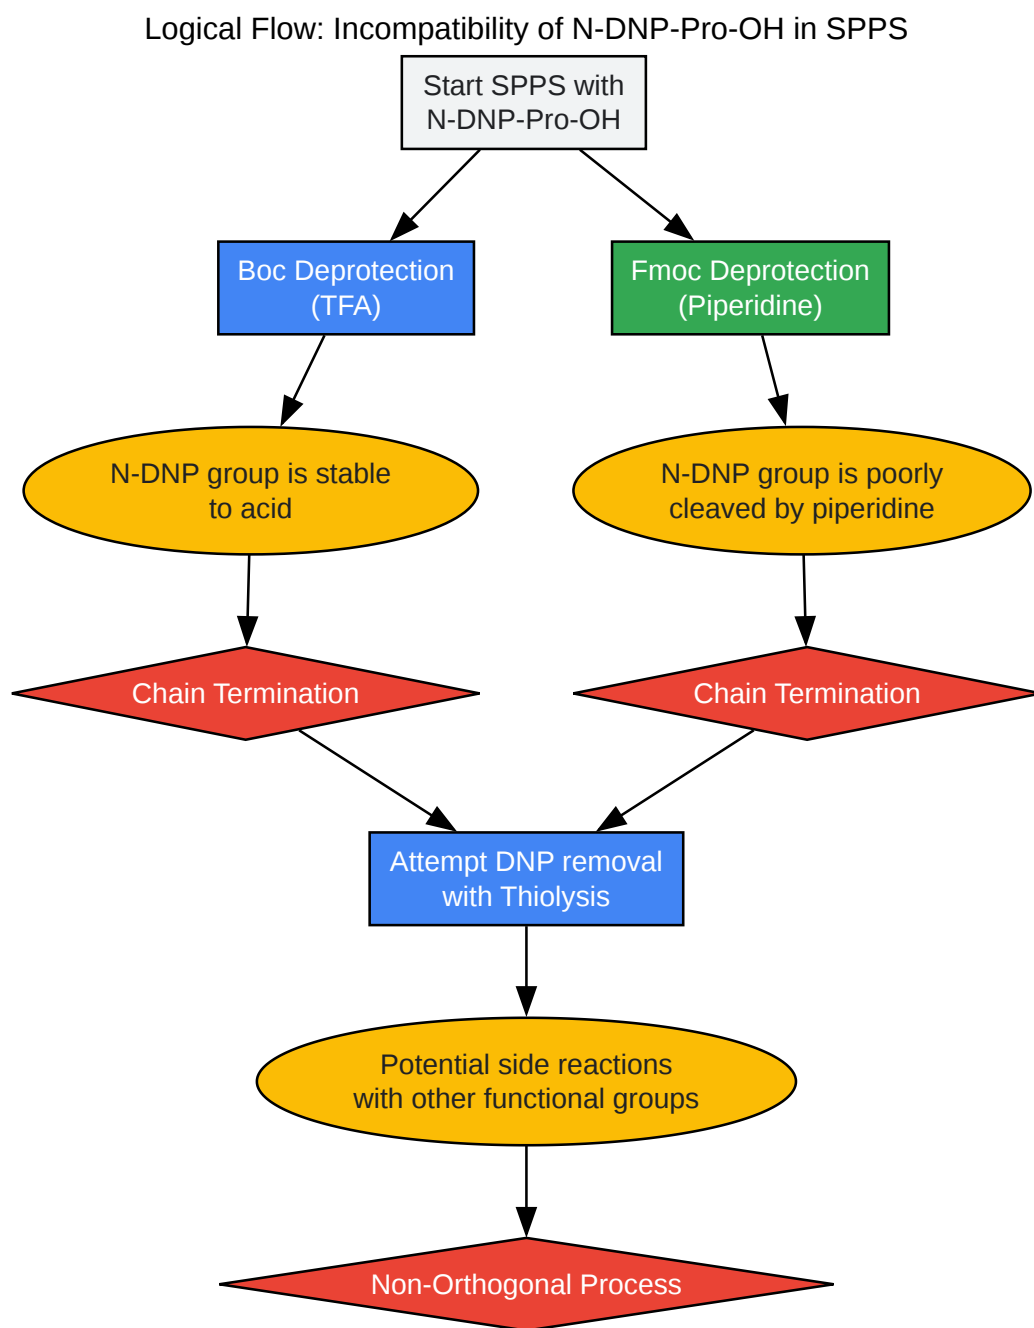 Logical Flow: Incompatibility of N-DNP-Pro-OH in SPPS
Start SPPS with
N-DNP-Pro-OH
Boc Deprotection
(TFA)
Fmoc Deprotection
(Piperidine)
N-DNP group is stable
to acid
N-DNP group is poorly
cleaved by piperidine
Chain Termination
Chain Termination
Attempt DNP removal
with Thiolysis
Potential side reactions
with other functional groups
Non-Orthogonal Process